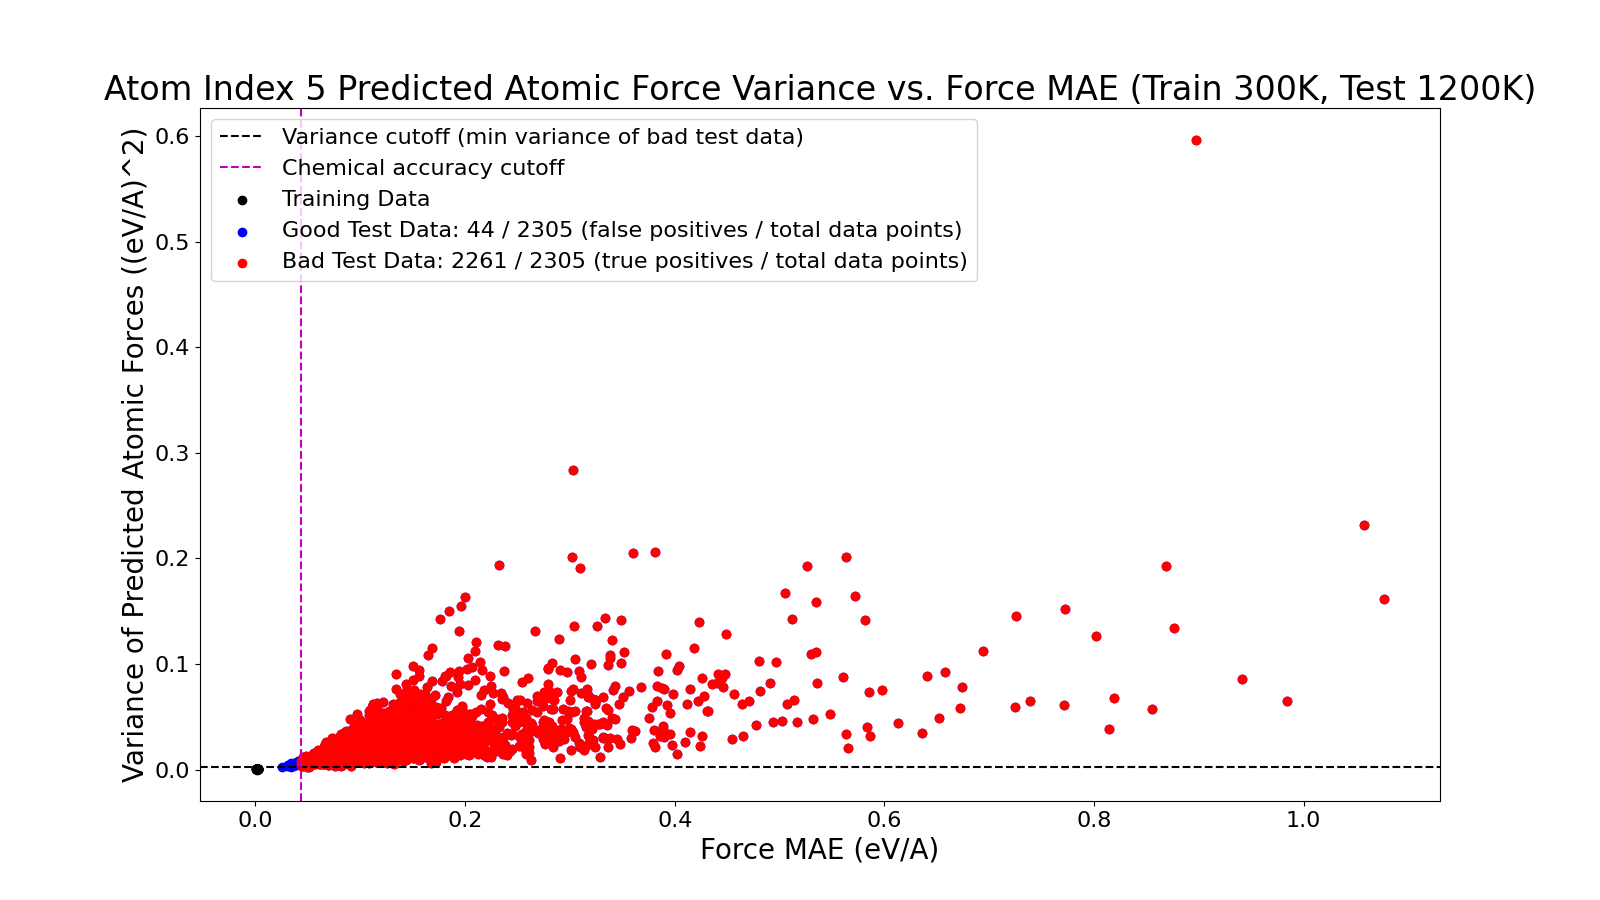 Atom Index 5 Predicted Atomic Force Variance vs. Force MAE (Train 300K, Test 1200K)
Variance of Predicted Atomic Forces ((eV/A)^2)
0.6
0.5
0.4
0.3
0.2
0.1
0.0
Variance cutoff (min variance of bad test data)
Chemical accuracy cutoff
Training Data
Good Test Data: 44 / 2305 (false positives / total data points)
Bad Test Data: 2261 / 2305 (true positives / total data points)
0.0 0.2 0.4 0.6 0.8 1.0
Force MAE (eV/A)